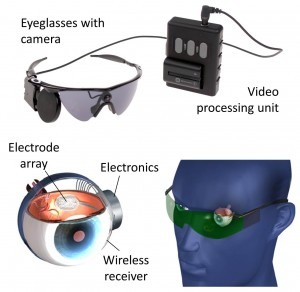 Eyeglasses with
camera
Video
processing unit
Electrode
array
Electronics
Wireless
receiver